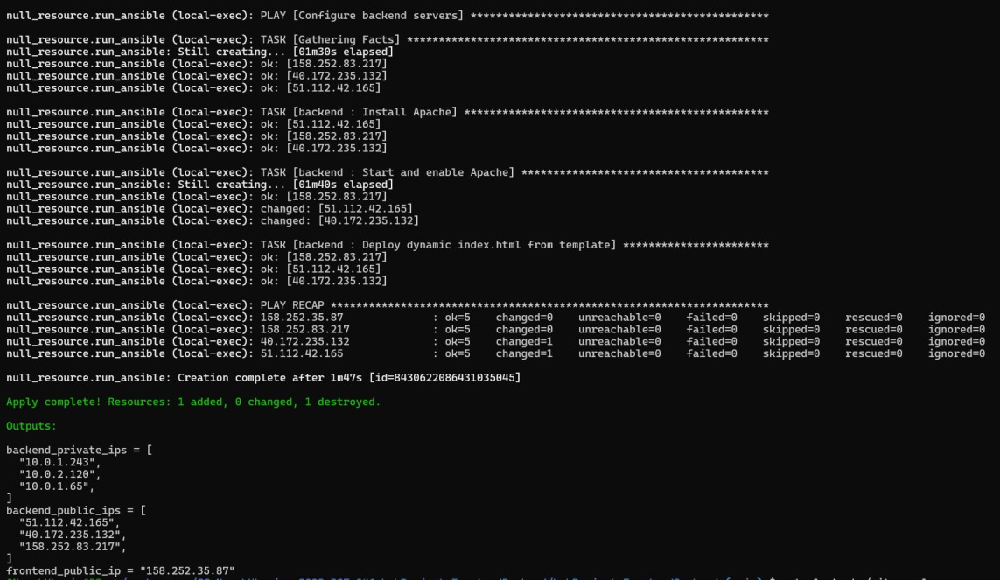 null_resource.run_ansible (local-exec): PLAY [Configure backend servers] ***********************************************
null_resource.run_ansible (local-exec): TASK [Gathering Facts] *********************************************************
null_resource.run_ansible: Still creating... [01m30s elapsed]
null_resource.run_ansible (local-exec): ok: [158.252.83.217]
null_resource.run_ansible (local-exec): ok: [40.172.235.132]
null_resource.run_ansible (local-exec): ok: [51.112.42.165]
null_resource.run_ansible (local-exec): TASK [backend : Install Apache] ************************************************
null_resource.run_ansible (local-exec): ok: [51.112.42.165]
null_resource.run_ansible (local-exec): ok: [158.252.83.217]
null_resource.run_ansible (local-exec): ok: [40.172.235.132]
null_resource.run_ansible (local-exec): TASK [backend : Start and enable Apache] ***************************************
null_resource.run_ansible: Still creating... [01m40s elapsed]
null_resource.run_ansible (local-exec): ok: [158.252.83.217]
null_resource.run_ansible (local-exec): changed: [51.112.42.165]
null_resource.run_ansible (local-exec): changed: [40.172.235.132]
null_resource.run_ansible (local-exec): TASK [backend : Deploy dynamic index.html from template] ***********************
null_resource.run_ansible (local-exec): ok: [158.252.83.217]
null_resource.run_ansible (local-exec): ok: [51.112.42.165]
null_resource.run_ansible (local-exec): ok: [40.172.235.132]
null_resource.run_ansible (local-exec): PLAY RECAP *********************************************************************
null_resource.run_ansible (local-exec): 158.252.35.87 : ok=5 changed=0 unreachable=0 failed=0 skipped=0 rescued=0 ignored=0
null_resource.run_ansible (local-exec): 158.252.83.217 : ok=5 changed=0 unreachable=0 failed=0 skipped=0 rescued=0 ignored=0
null_resource.run_ansible (local-exec): 40.172.235.132 : ok=5 changed=1 unreachable=0 failed=0 skipped=0 rescued=0 ignored=0
null_resource.run_ansible (local-exec): 51.112.42.165 : ok=5 changed=1 unreachable=0 failed=0 skipped=0 rescued=0 ignored=0
null_resource.run_ansible: Creation complete after 1m47s [id=8430622086431035045]
Apply complete! Resources: 1 added, 0 changed, 1 destroyed.
Outputs:
backend_private_ips = [
"10.0.1.243",
"10.0.2.120",
"10.0.1.65",
]
backend_public_ips = [
"51.112.42.165",
"40.172.235.132",
"158.252.83.217",
]
frontend_public_ip = "158.252.35.87"